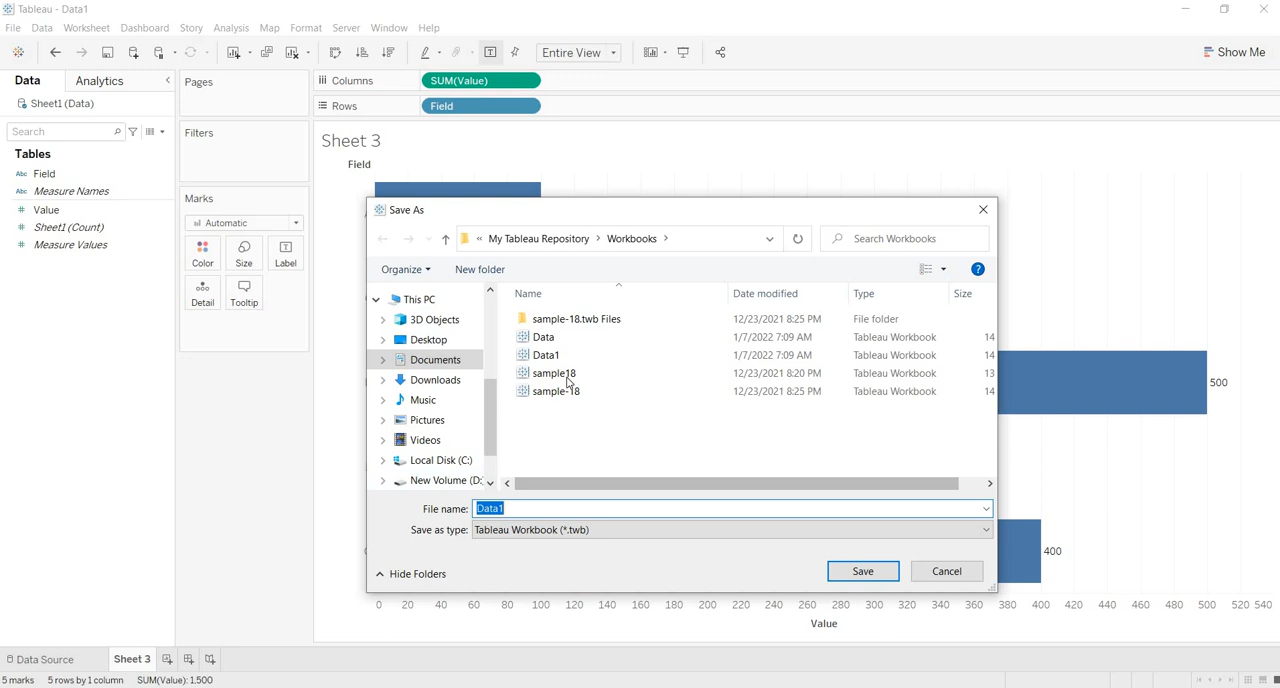 Tableau - Data1
File Data Worksheet Dashboard Story Analysis Map Format Server Window Help
Entire View
Show Me
Data Analytics
Sheet1 (Data)
Search
Tables
Abc Field
Abc Measure Names
# Value
# Sheet1 (Count)
# Measure Values
Pages
Filters
Marks
Automatic
Color Size Label
Detail Tooltip
Columns SUM(Value)
Rows Field
Sheet 3
Field
Save As
« My Tableau Repository > Workbooks >
Search Workbooks
Organize New folder
This PC
3D Objects
Desktop
Documents
Downloads
Music
Pictures
Videos
Local Disk (C:)
New Volume (D:
Name Date modified Type Size
sample-18.twb Files 12/23/2021 8:25 PM File folder
Data 1/7/2022 7:09 AM Tableau Workbook 14
Data1 1/7/2022 7:09 AM Tableau Workbook 14
sample18 12/23/2021 8:20 PM Tableau Workbook 13
sample-18 12/23/2021 8:25 PM Tableau Workbook 14
File name: Data1
Save as type: Tableau Workbook (*.twb)
Hide Folders
Save Cancel
500
400
0 20 40 60 80 100 120 140 160 180 200 220 240 260 280 300 320 340 360 380 400 420 440 460 480 500 520 540
Value
Data Source Sheet 3
5 marks 5 rows by 1 column SUM(Value): 1,500